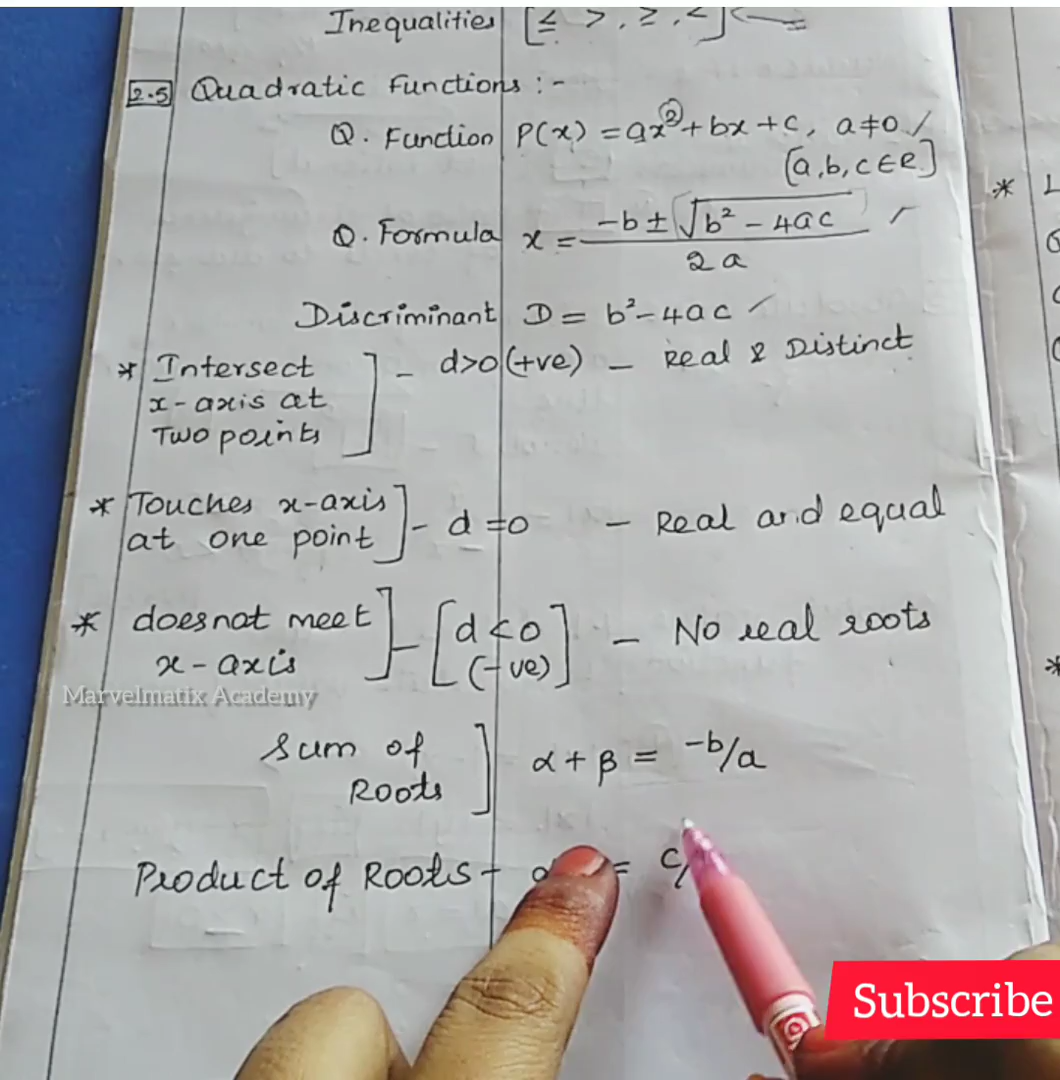 Inequalities [≤ >, ≥, <]
2.5 Quadratic Functions :-
Q. Function P(x) = ax² + bx + c, a ≠ 0
[a, b, c ∈ R]
Q. Formula x = (-b ± √(b² - 4ac)) / 2a
Discriminant D = b² - 4ac
* Intersect x-axis at Two points ] - d>0 (+ve) - Real & Distinct
* Touches x-axis at one point ] - d = 0 - Real and equal
* doesnot meet x-axis ] - [d < 0 (-ve)] - No real roots
Marvelmatix Academy
Sum of Roots ] α + β = -b/a
Product of Roots - = c/
Subscribe